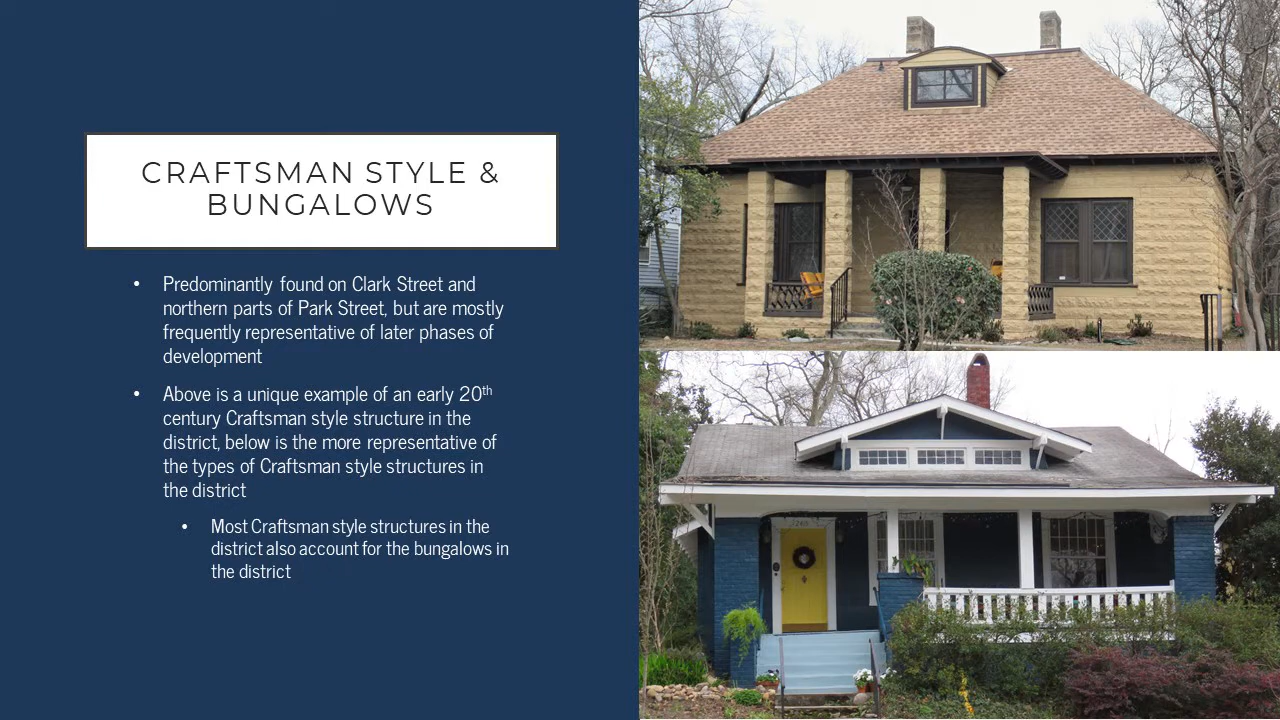 CRAFTSMAN STYLE &
BUNGALOWS
• Predominantly found on Clark Street and
northern parts of Park Street, but are mostly
frequently representative of later phases of
development
• Above is a unique example of an early 20th
century Craftsman style structure in the
district, below is the more representative of
the types of Craftsman style structures in
the district
• Most Craftsman style structures in the
district also account for the bungalows in
the district